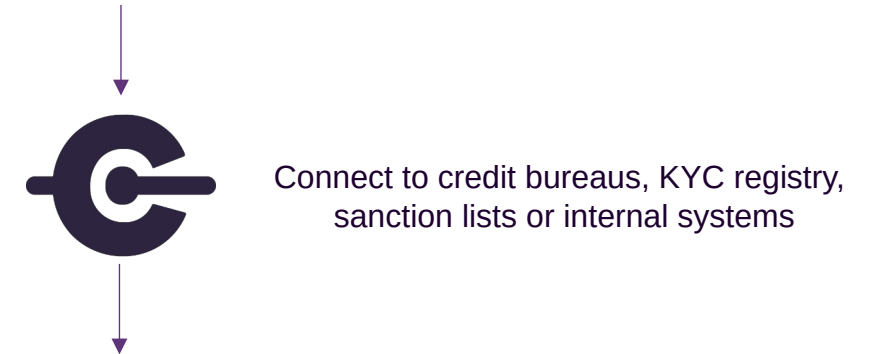 Connect to credit bureaus, KYC registry,
sanction lists or internal systems